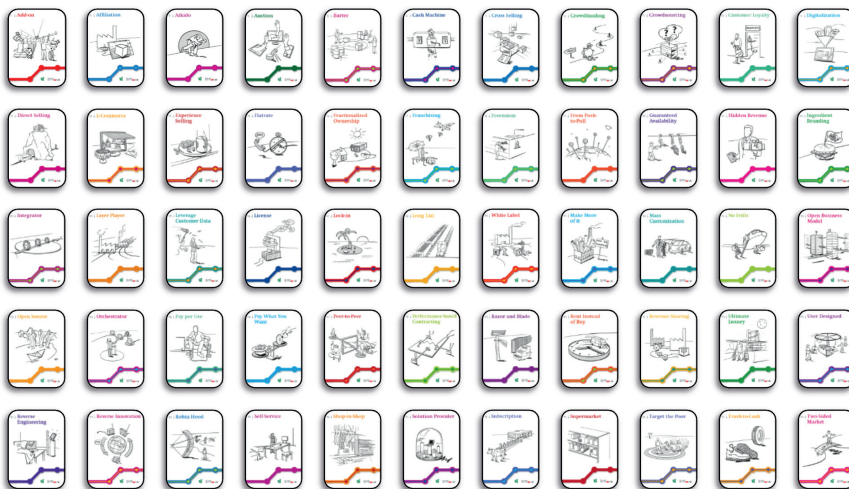 Add-on
Affiliation
Aikido
Auction
Barter
Cash Machine
Cross Selling
Crowdfunding
Crowdsourcing
Customer Loyalty
Digitalization
Direct Selling
E-Commerce
Experience
Selling
Flatrate
Fractionalized
Ownership
Franchising
Freemium
From Push-
to-Pull
Guaranteed
Availability
Hidden Revenue
Ingredient
Branding
Integrator
Layer Player
Leverage
Customer Data
License
Lock-in
Long Tail
White Label
Make More
of It
Mass
Customization
No Frills
Open Business
Model
Open Source
Orchestrator
Pay per Use
Pay What You
Want
Peer-to-Peer
Performance-based
Contracting
Razor and Blade
Rent Instead
of Buy
Revenue Sharing
Ultimate
Luxury
User Designed
Reverse
Engineering
Reverse Innovation
Robin Hood
Self Service
Shop-in-Shop
Solution Provider
Subscription
Supermarket
Target the Poor
Trash-to-Cash
Two-Sided
Market